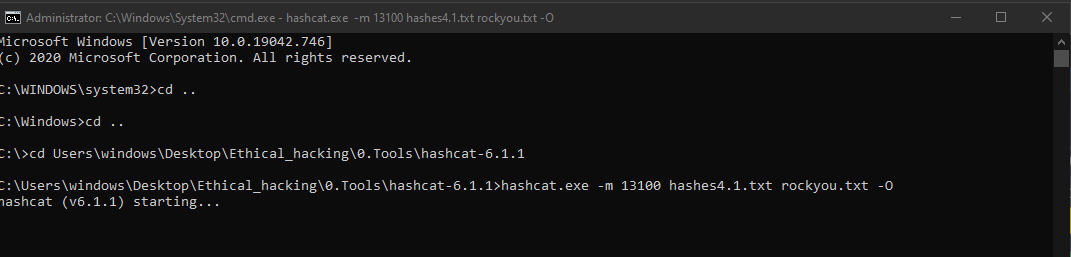 Administrator: C:\Windows\System32\cmd.exe - hashcat.exe -m 13100 hashes4.1.txt rockyou.txt -O
Microsoft Windows [Version 10.0.19042.746]
(c) 2020 Microsoft Corporation. All rights reserved.
C:\WINDOWS\system32>cd ..
C:\Windows>cd ..
C:\>cd Users\windows\Desktop\Ethical_hacking\0.Tools\hashcat-6.1.1
C:\Users\windows\Desktop\Ethical_hacking\0.Tools\hashcat-6.1.1>hashcat.exe -m 13100 hashes4.1.txt rockyou.txt -O
hashcat (v6.1.1) starting...